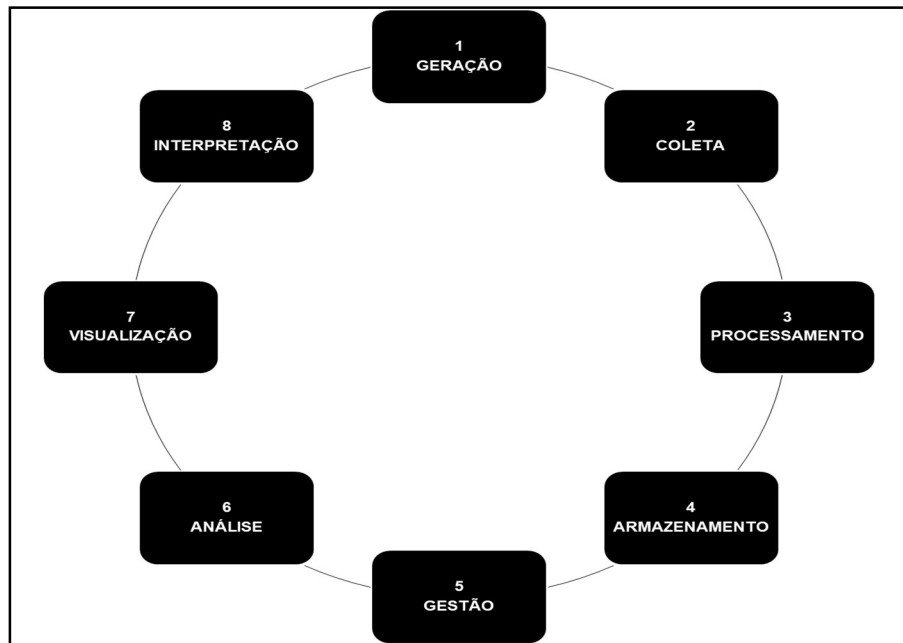 1
GERAÇÃO
2
COLETA
3
PROCESSAMENTO
4
ARMAZENAMENTO
5
GESTÃO
6
ANÁLISE
7
VISUALIZAÇÃO
8
INTERPRETAÇÃO